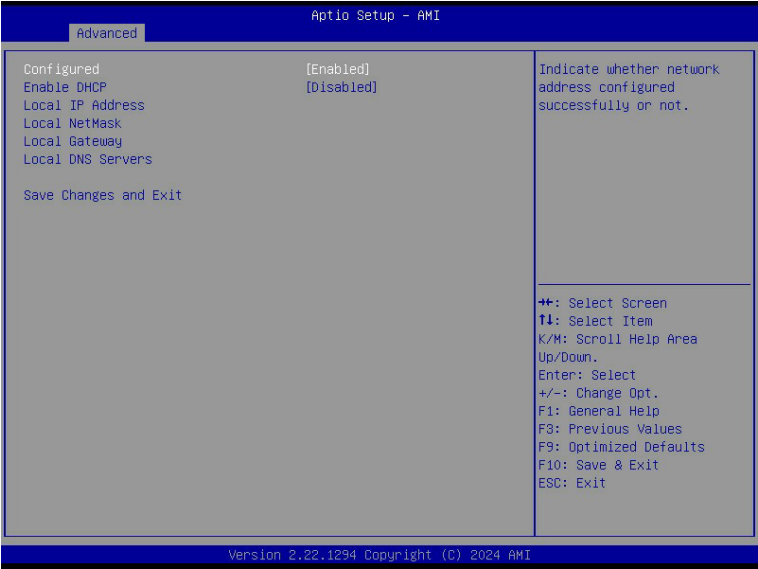 Aptio Setup – AMI
Advanced
Configured [Enabled]
Enable DHCP [Disabled]
Local IP Address
Local NetMask
Local Gateway
Local DNS Servers
Save Changes and Exit
Indicate whether network
address configured
successfully or not.
→←: Select Screen
↑↓: Select Item
K/M: Scroll Help Area
Up/Down.
Enter: Select
+/-: Change Opt.
F1: General Help
F3: Previous Values
F9: Optimized Defaults
F10: Save & Exit
ESC: Exit
Version 2.22.1294 Copyright (C) 2024 AMI